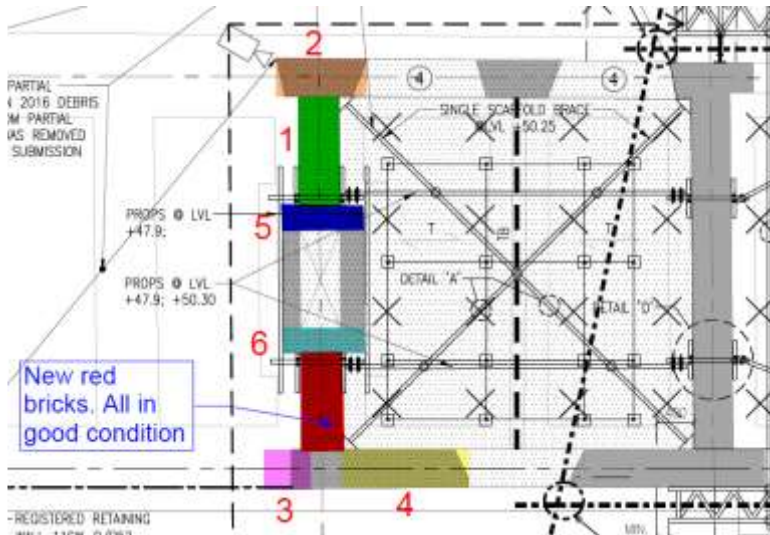 2
4
4
PARTIAL
2016 DEBRIS
PARTIAL
WAS REMOVED
SUBMISSION
1
SINGLE SCAFFOLD BRACE
LVL +50.25
PROPS @ LVL
+47.9;
5
T
TB
T
PROPS @ LVL
+47.9; +50.30
DETAIL 'A'
DETAIL 'D'
6
New red
bricks. All in
good condition
3
4
-REGISTERED RETAINING
MIN.